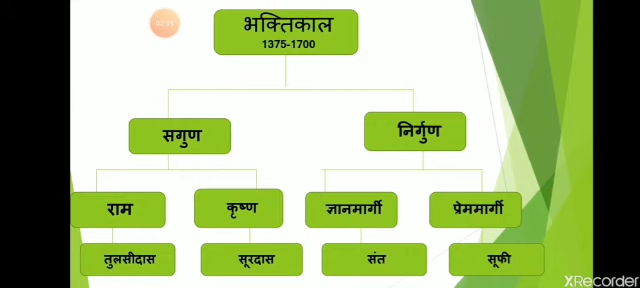 भक्तिकाल
1375-1700
सगुण
निर्गुण
राम
कृष्ण
ज्ञानमार्गी
प्रेममार्गी
तुलसीदास
सूरदास
संत
सूफी
XRecorder